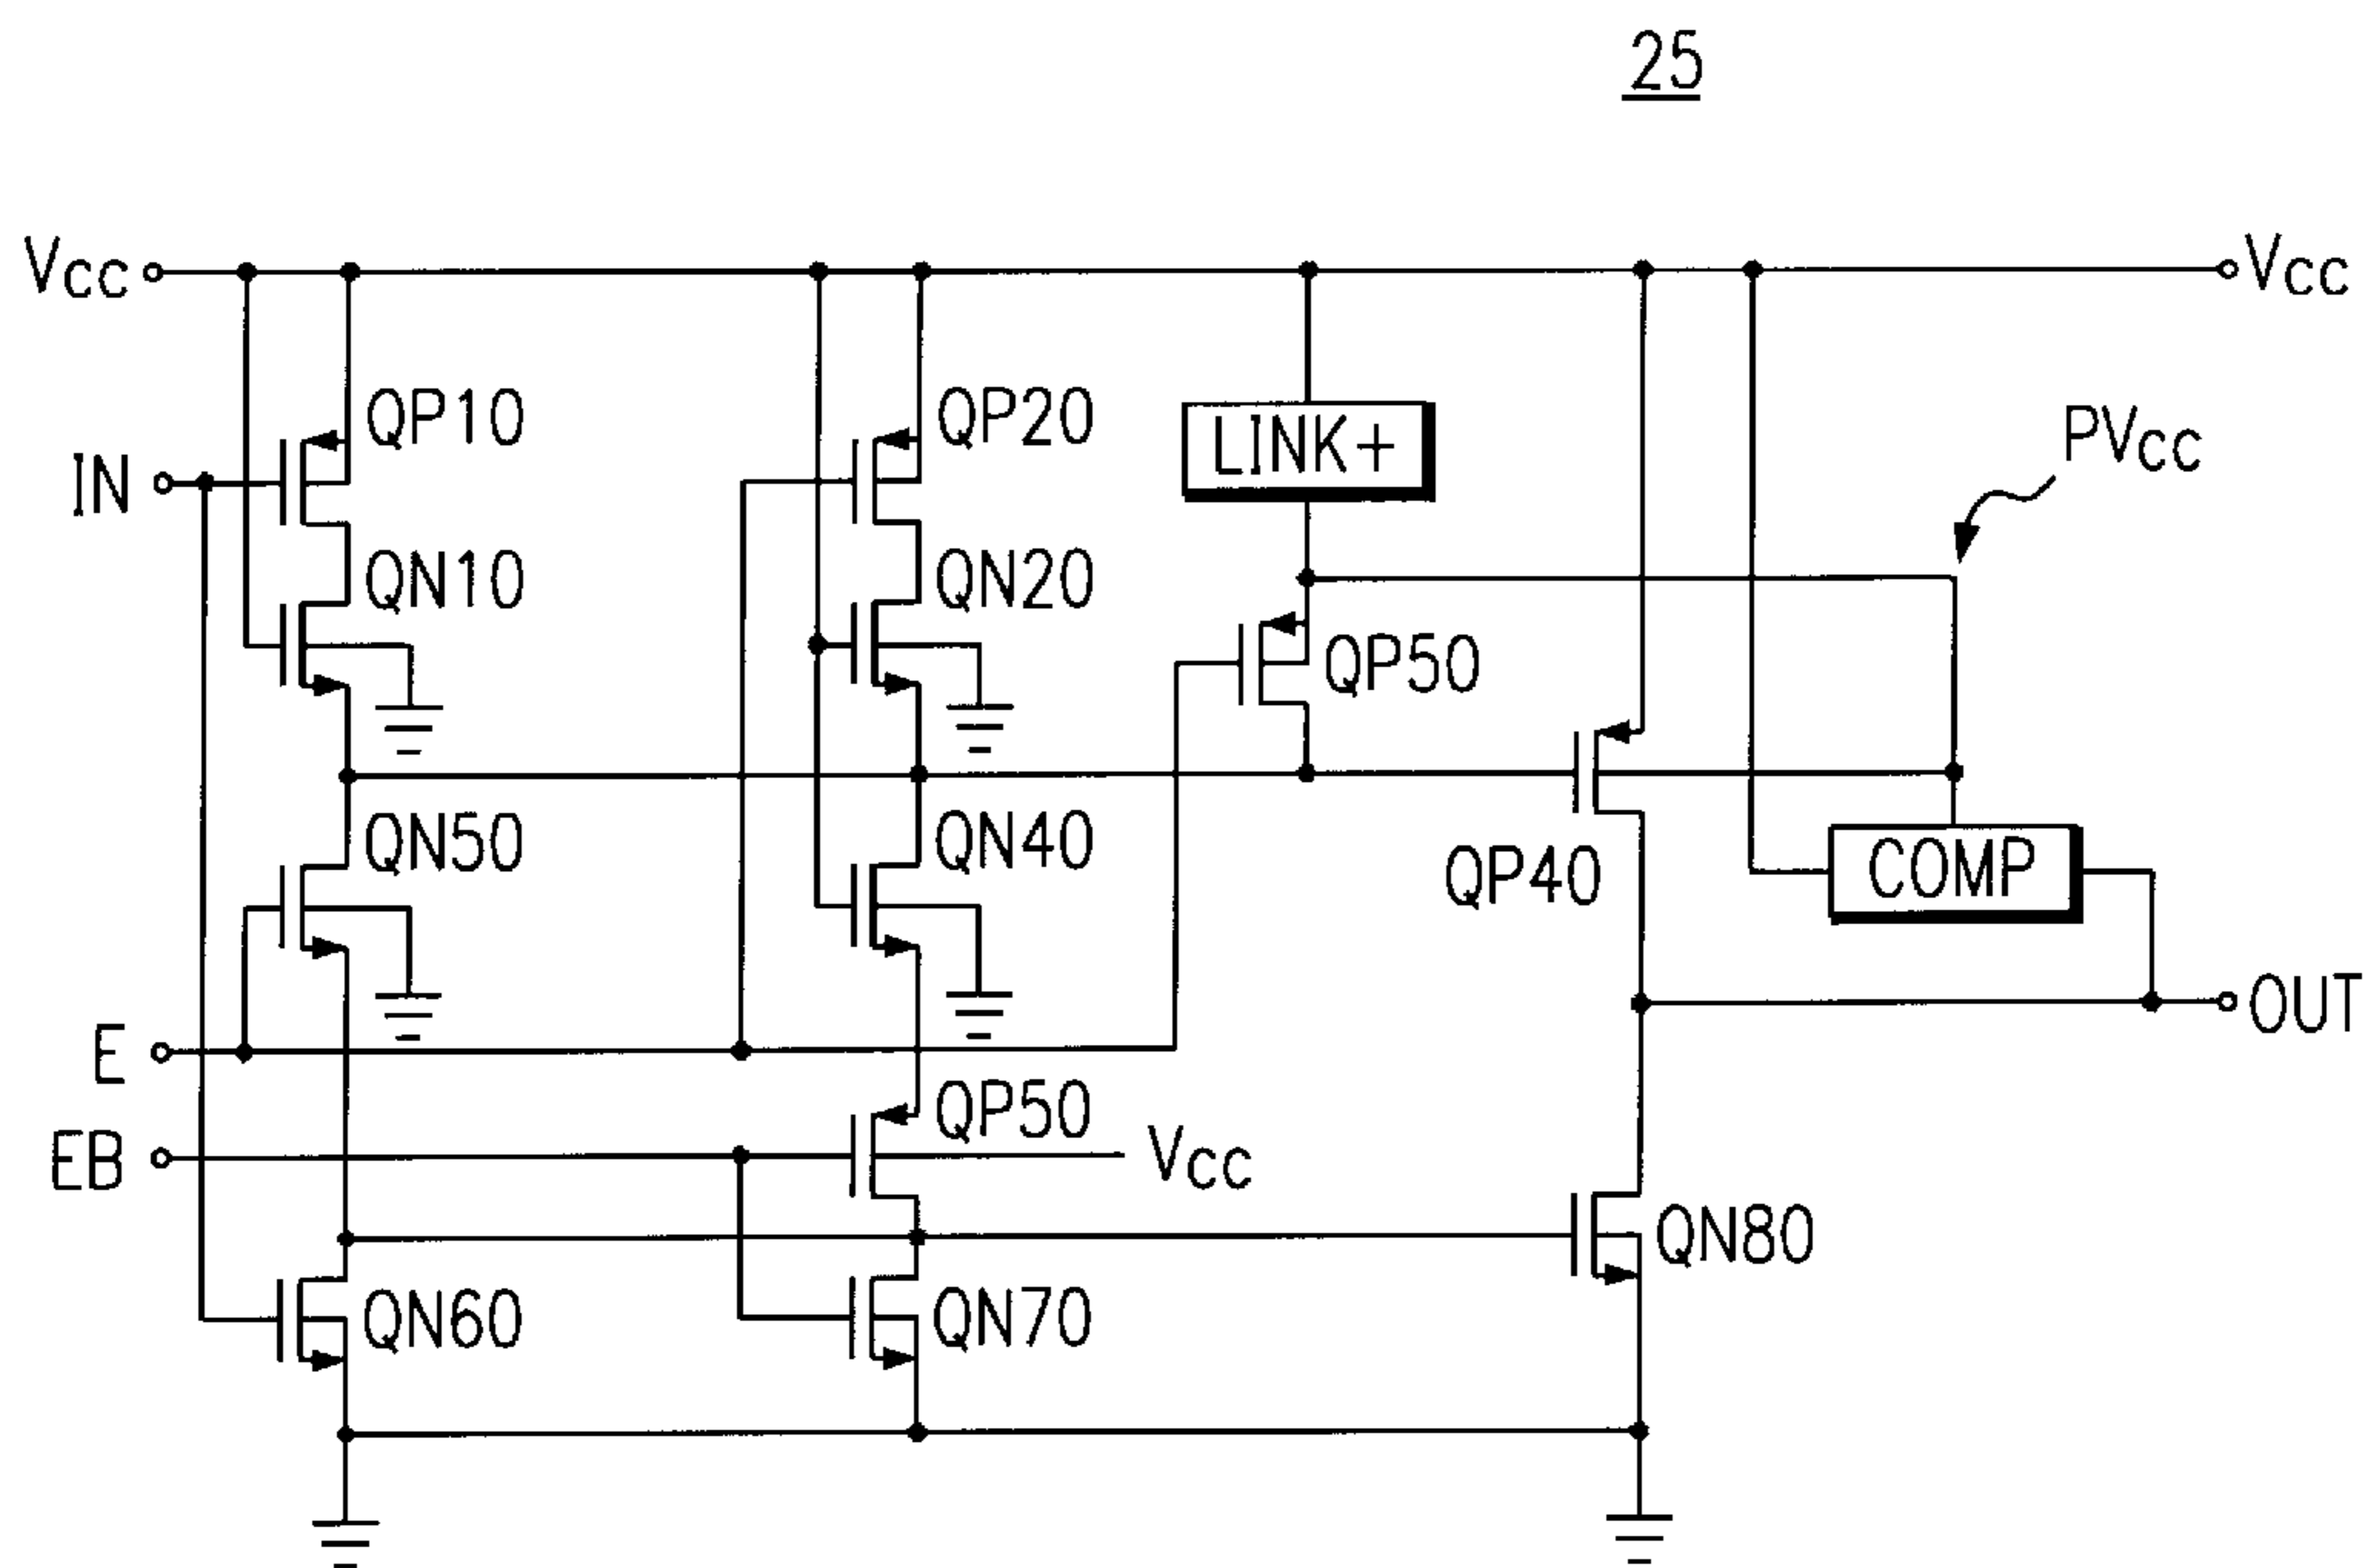 25
Vcc
Vcc
QP10
QP20
LINK+
PVcc
IN
QN10
QN20
QP50
QN50
QN40
QP40
COMP
OUT
E
QP50
EB
Vcc
QN80
QN60
QN70